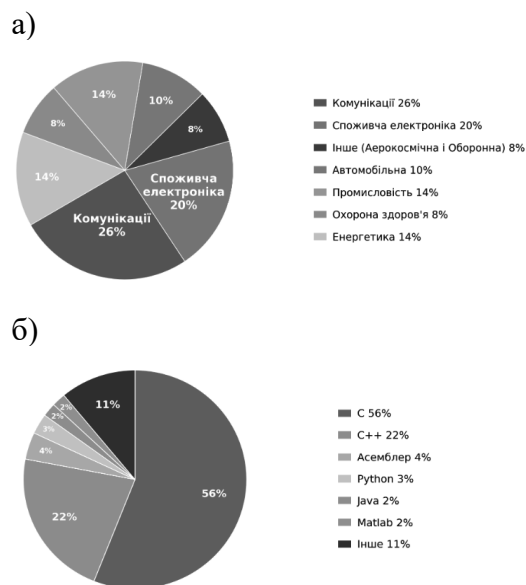 а)
14%
10%
8%
8%
14%
Споживча
електроніка
20%
Комунікації
26%
Комунікації 26%
Споживча електроніка 20%
Інше (Аерокосмічна і Оборонна) 8%
Автомобільна 10%
Промисловість 14%
Охорона здоров'я 8%
Енергетика 14%
б)
11%
2%
2%
3%
4%
22%
56%
C 56%
C++ 22%
Асемблер 4%
Python 3%
Java 2%
Matlab 2%
Інше 11%